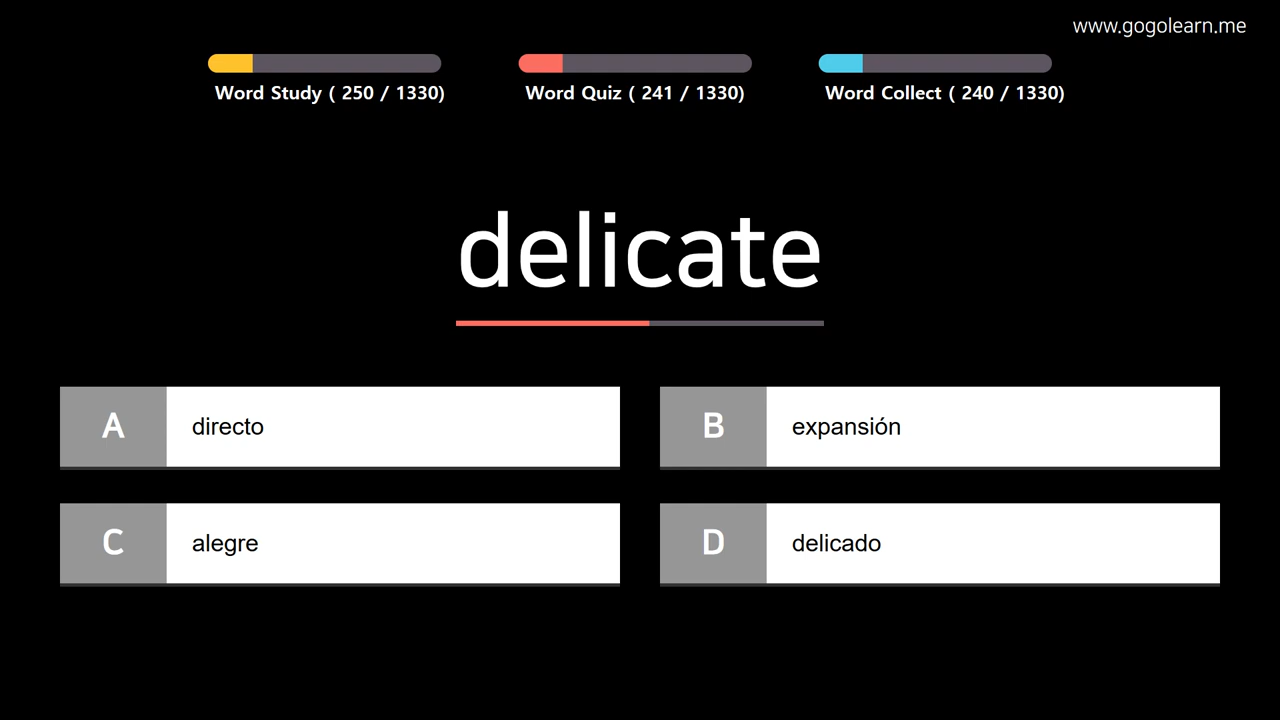 www.gogolearn.me
Word Study ( 250 / 1330)
Word Quiz ( 241 / 1330)
Word Collect ( 240 / 1330)
delicate
A directo
B expansión
C alegre
D delicado